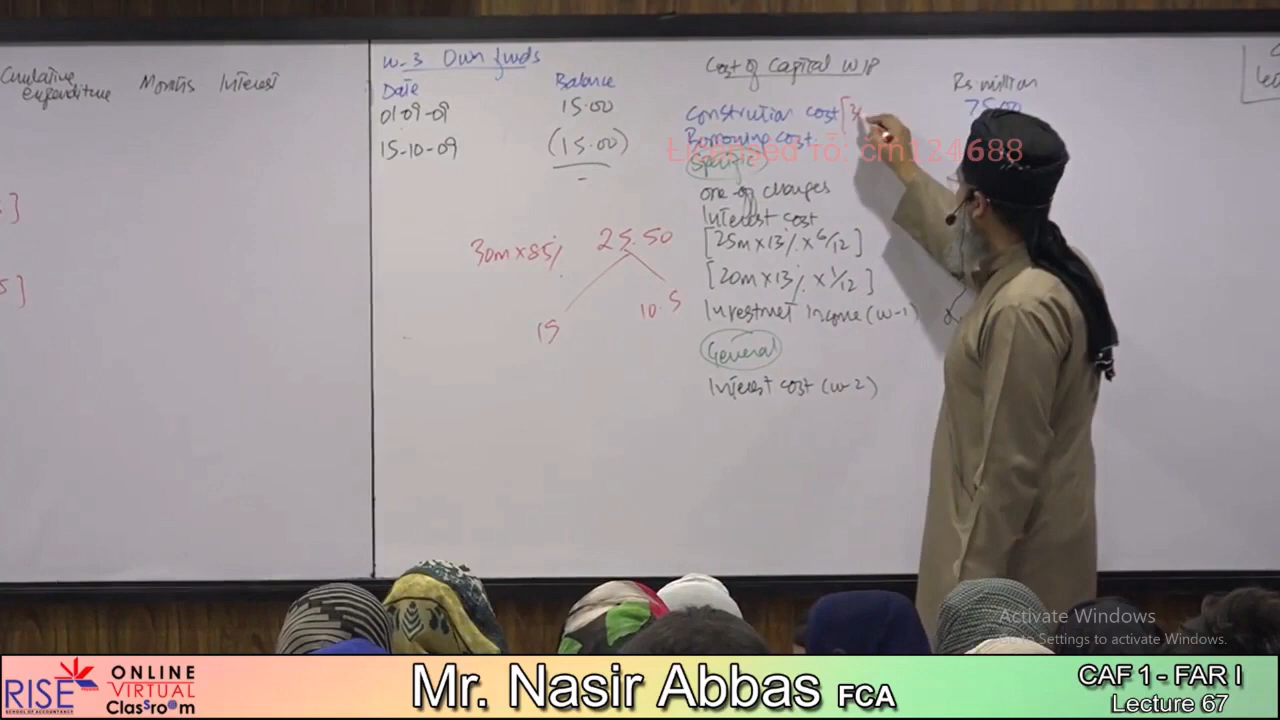 Cumulative expenditure Months Interest
W-3 Own funds
Date Balance
01-09-09 15.00
15-10-09 (15.00)
-
30m x 85% 25.50
15 10.5
Cost of Capital WIP
Rs. million
Construction cost [3 75.00
Borrowing cost
Specific
one off charges
Interest cost
[25m x 13% x 6/12]
[20m x 13% x 1/12]
Investment income (w-1)
General
Interest cost (w-2)
Licensed To: cm124688
Activate Windows
Go to Settings to activate Windows.
RISE
SCHOOL OF ACCOUNTANCY
ONLINE
VIRTUAL
ClassrooM
Mr. Nasir Abbas FCA
CAF 1 - FAR I
Lecture 67